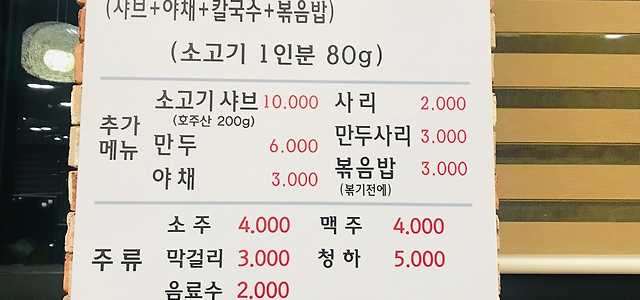 (샤브+야채+칼국수+볶음밥)
(소고기 1인분 80g)
추가 메뉴
소고기 샤브 10.000 사리 2.000
(호주산 200g)
만두 6.000 만두사리 3.000
야채 3.000 볶음밥 3.000
(볶기전에)
주류
소주 4.000 맥주 4.000
막걸리 3.000 청하 5.000
음료수 2.000